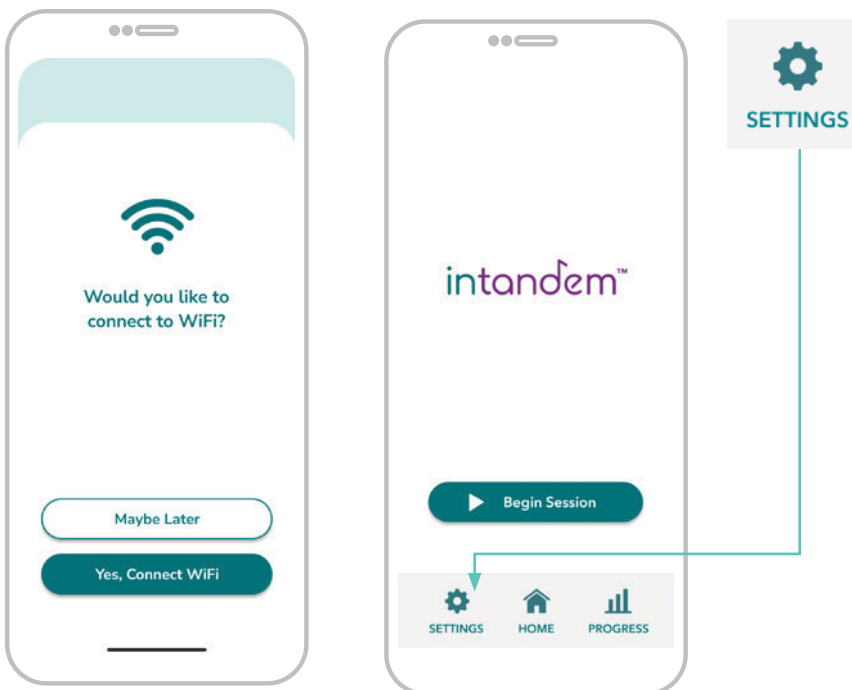 Would you like to
connect to WiFi?
Maybe Later
Yes, Connect WiFi
intandem™
Begin Session
SETTINGS HOME PROGRESS
SETTINGS